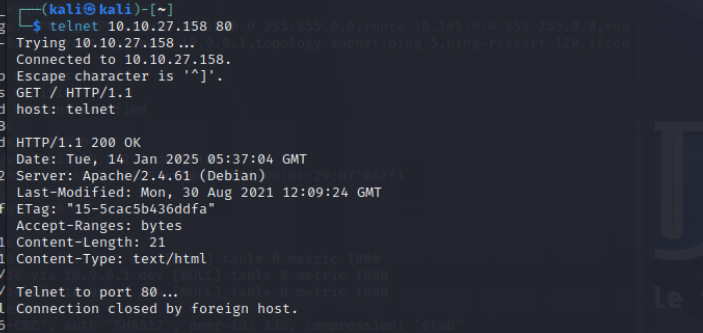 ┌──(kali㉿kali)-[~]
└─$ telnet 10.10.27.158 80
Trying 10.10.27.158...
Connected to 10.10.27.158.
Escape character is '^]'.
GET / HTTP/1.1
host: telnet

HTTP/1.1 200 OK
Date: Tue, 14 Jan 2025 05:37:04 GMT
Server: Apache/2.4.61 (Debian)
Last-Modified: Mon, 30 Aug 2021 12:09:24 GMT
ETag: "15-5cac5b436ddfa"
Accept-Ranges: bytes
Content-Length: 21
Content-Type: text/html

Telnet to port 80...
Connection closed by foreign host.